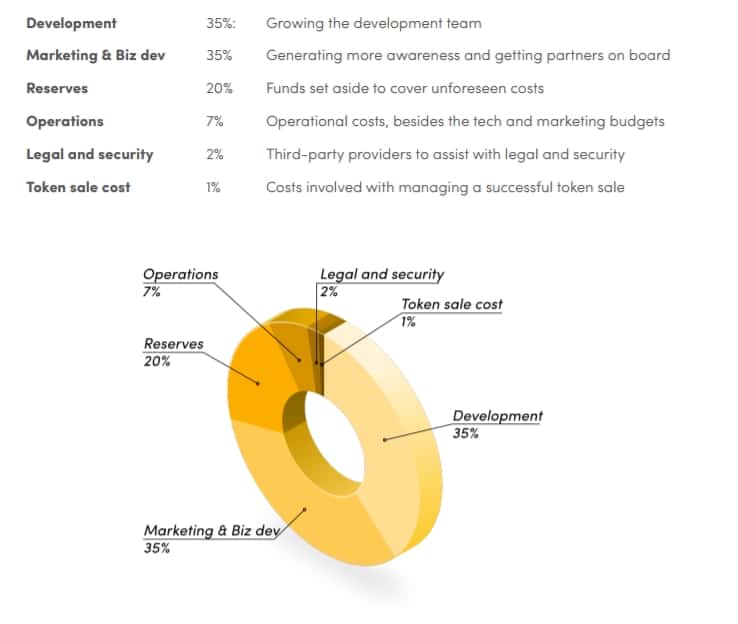 Development 35%: Growing the development team
Marketing & Biz dev 35% Generating more awareness and getting partners on board
Reserves 20% Funds set aside to cover unforeseen costs
Operations 7% Operational costs, besides the tech and marketing budgets
Legal and security 2% Third-party providers to assist with legal and security
Token sale cost 1% Costs involved with managing a successful token sale
Operations
7%
Legal and security
2%
Token sale cost
1%
Reserves
20%
Development
35%
Marketing & Biz dev
35%